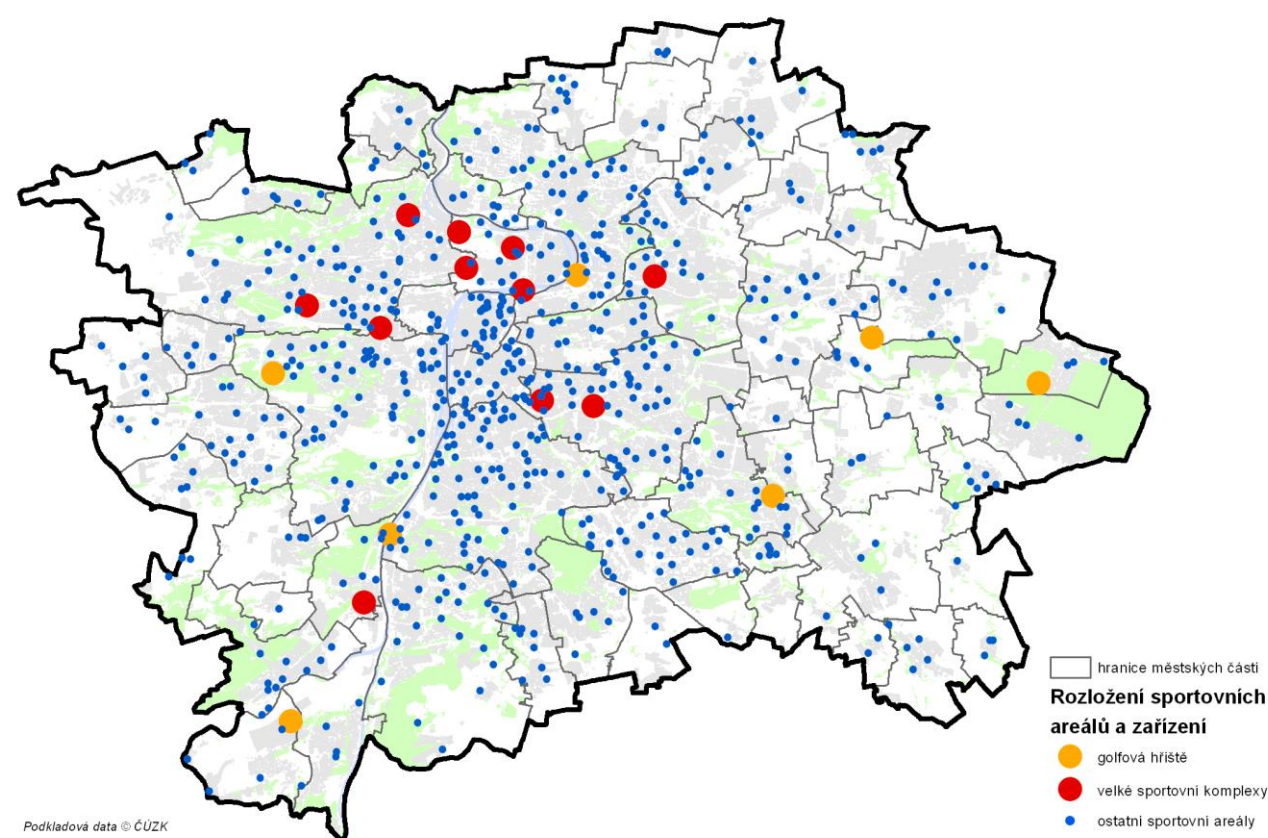 hranice městských částí
Rozložení sportovních
areálů a zařízení
golfová hřiště
velké sportovní komplexy
ostatní sportovní areály
Podkladová data © ČÚZK